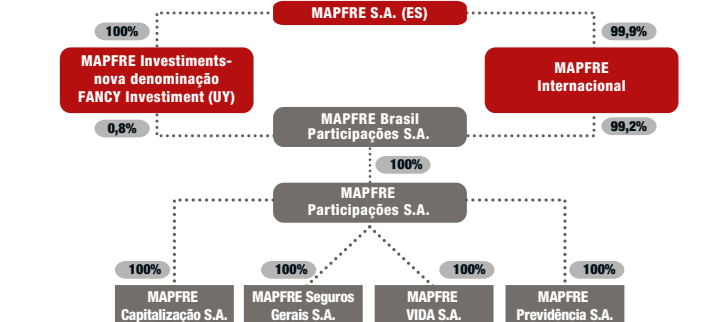 MAPFRE S.A. (ES)
100%
99,9%
MAPFRE Investiments-
nova denominação
FANCY Investiment (UY)
MAPFRE
Internacional
0,8%
MAPFRE Brasil
Participações S.A.
99,2%
100%
MAPFRE
Participações S.A.
100%
100%
100%
100%
MAPFRE
Capitalização S.A.
MAPFRE Seguros
Gerais S.A.
MAPFRE
VIDA S.A.
MAPFRE
Previdência S.A.